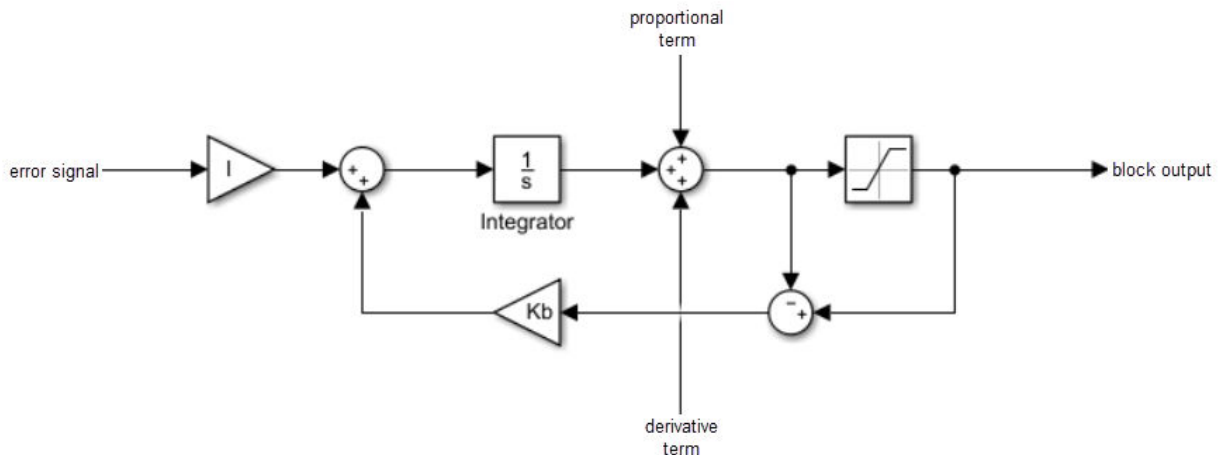 proportional
term
error signal
I
+
+
1
s
Integrator
+
+
+
block output
Kb
-
+
derivative
term